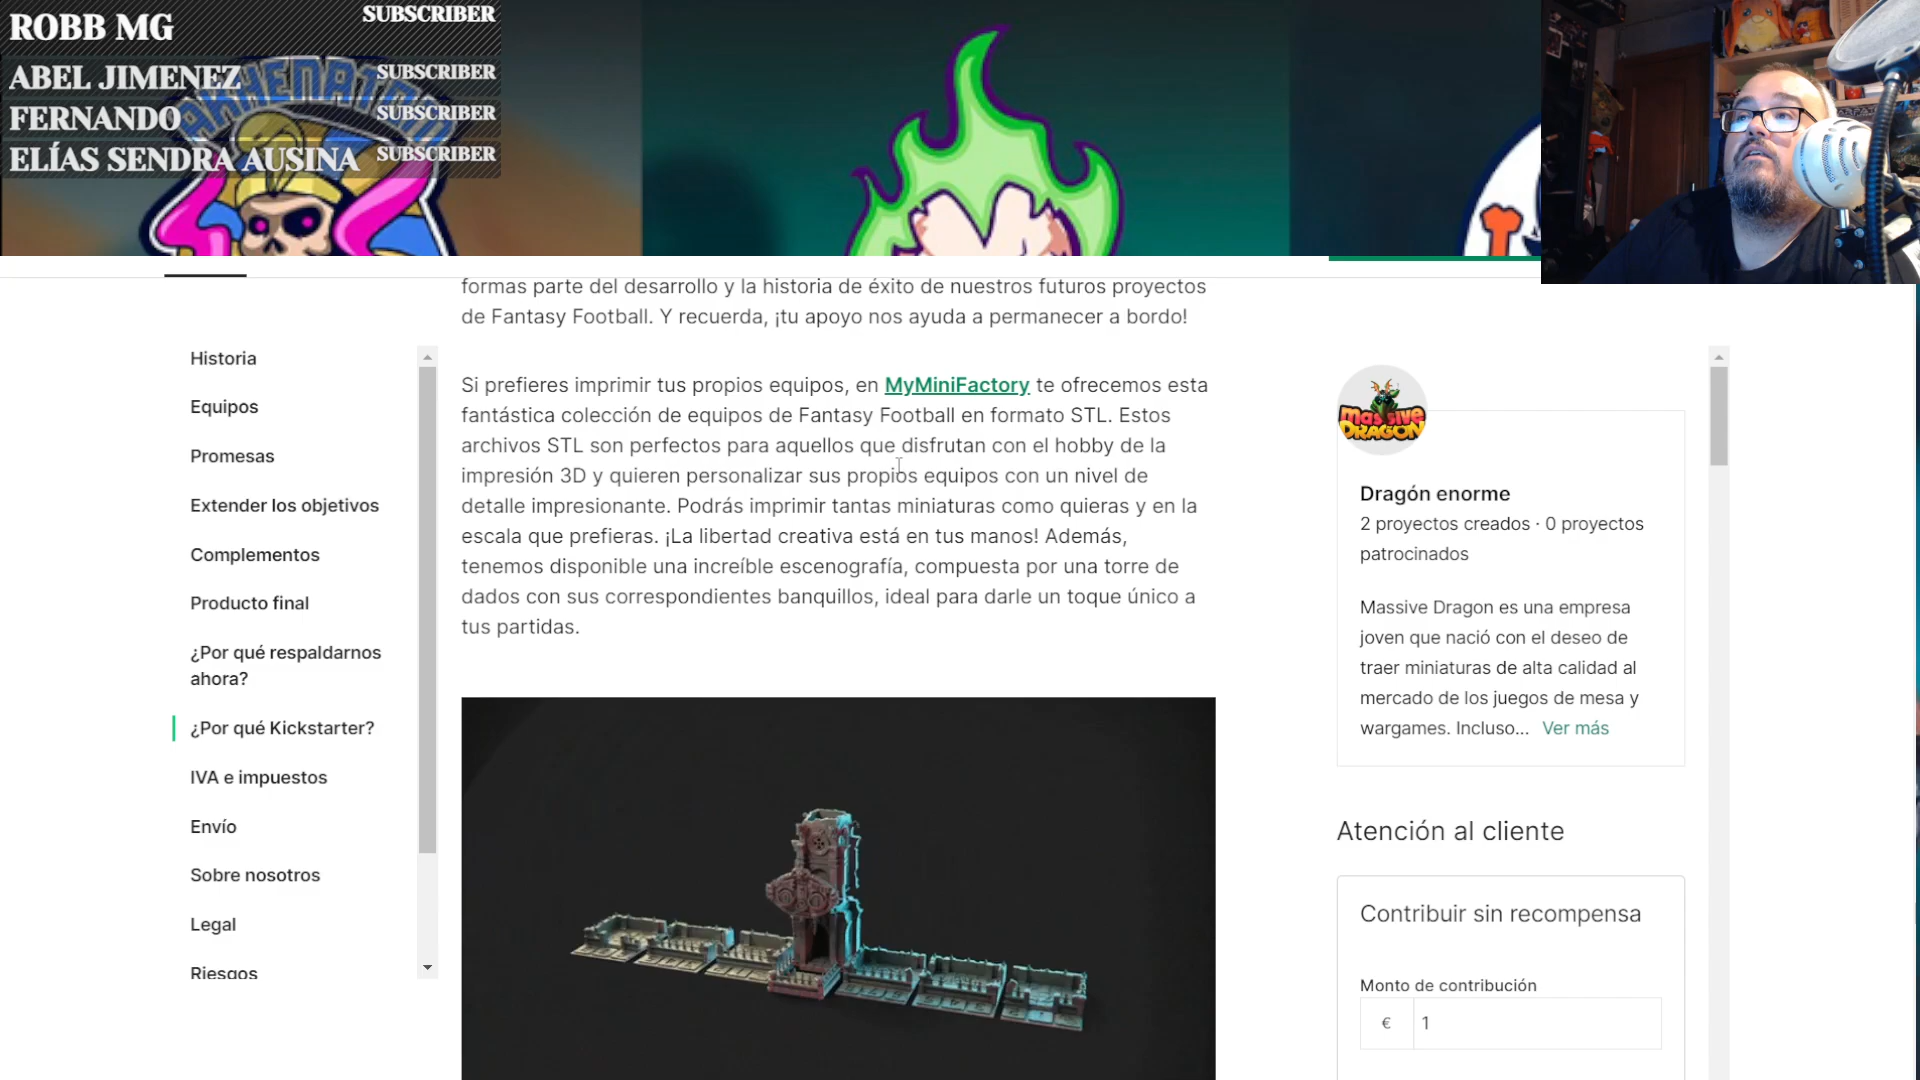 ROBB MG SUBSCRIBER
ABEL JIMENEZ SUBSCRIBER
FERNANDO SUBSCRIBER
ELÍAS SENDRA AUSINA SUBSCRIBER
AKHENATON
formas parte del desarrollo y la historia de éxito de nuestros futuros proyectos
de Fantasy Football. Y recuerda, ¡tu apoyo nos ayuda a permanecer a bordo!
Si prefieres imprimir tus propios equipos, en MyMiniFactory te ofrecemos esta
fantástica colección de equipos de Fantasy Football en formato STL. Estos
archivos STL son perfectos para aquellos que disfrutan con el hobby de la
impresión 3D y quieren personalizar sus propios equipos con un nivel de
detalle impresionante. Podrás imprimir tantas miniaturas como quieras y en la
escala que prefieras. ¡La libertad creativa está en tus manos! Además,
tenemos disponible una increíble escenografía, compuesta por una torre de
dados con sus correspondientes banquillos, ideal para darle un toque único a
tus partidas.
Historia
Equipos
Promesas
Extender los objetivos
Complementos
Producto final
¿Por qué respaldarnos
ahora?
¿Por qué Kickstarter?
IVA e impuestos
Envío
Sobre nosotros
Legal
Riesgos
MASSIVE
DRAGON
Dragón enorme
2 proyectos creados · 0 proyectos
patrocinados
Massive Dragon es una empresa
joven que nació con el deseo de
traer miniaturas de alta calidad al
mercado de los juegos de mesa y
wargames. Incluso... Ver más
Atención al cliente
Contribuir sin recompensa
Monto de contribución
€ 1